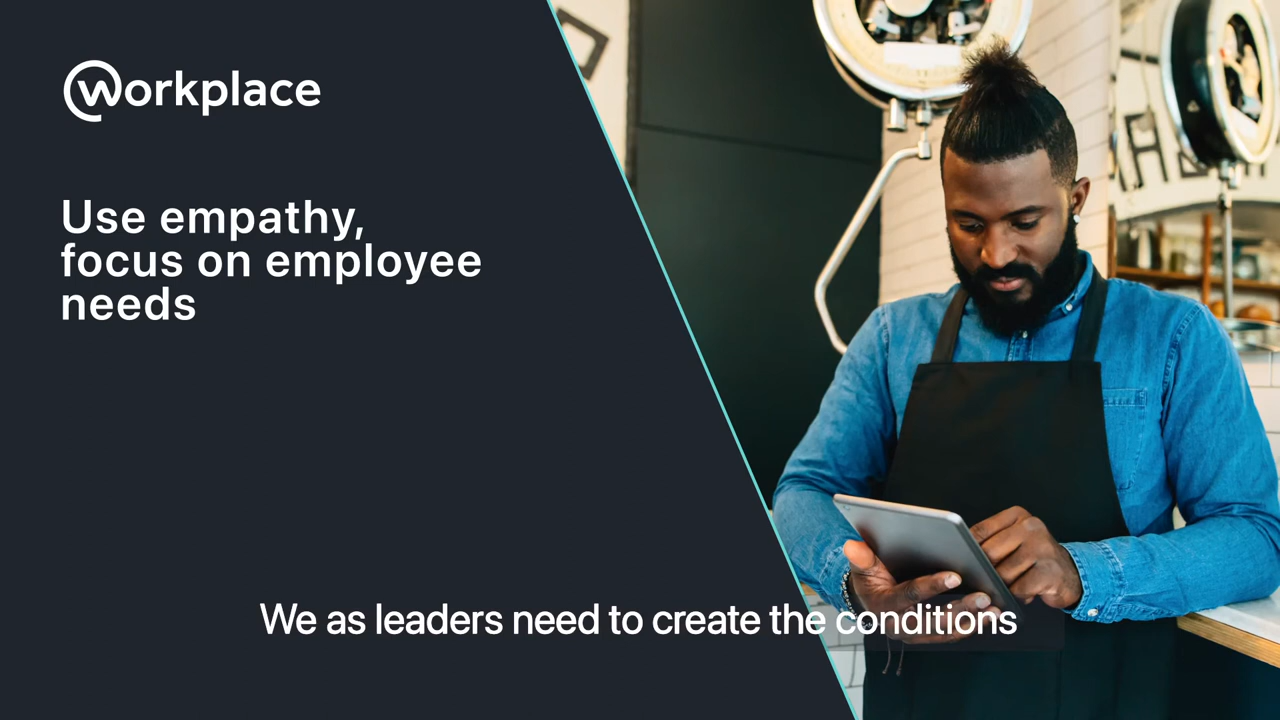 Workplace
Use empathy,
focus on employee
needs
We as leaders need to create the conditions